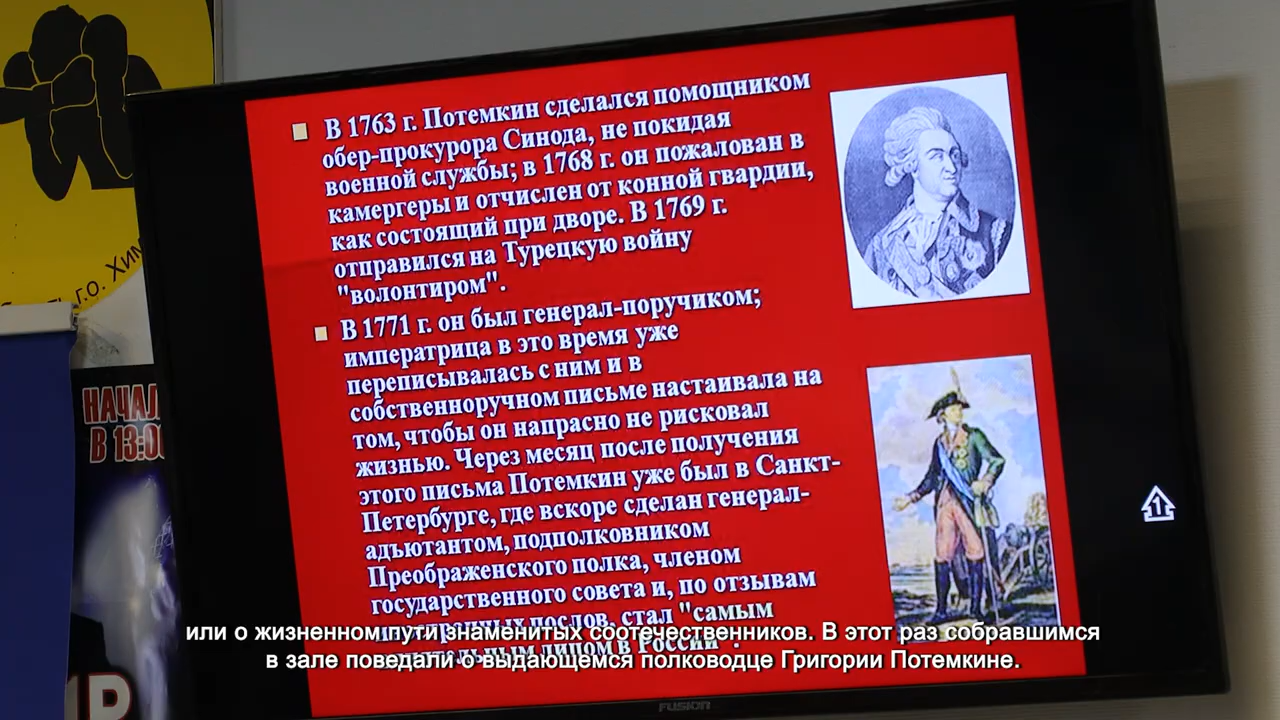 В 1763 г. Потемкин сделался помощником
обер-прокурора Синода, не покидая
военной службы; в 1768 г. он пожалован в
камергеры и отчислен от конной гвардии,
как состоящий при дворе. В 1769 г.
отправился на Турецкую войну
"волонтиром".
В 1771 г. он был генерал-поручиком;
императрица в это время уже
переписывалась с ним и в
собственноручном письме настаивала на
том, чтобы он напрасно не рисковал
жизнью. Через месяц после получения
этого письма Потемкин уже был в Санкт-
Петербурге, где вскоре сделан генерал-
адъютантом, подполковником
Преображенского полка, членом
государственного совета и, по отзывам
послов, стал "самым
лицом в России".
или о жизненном пути знаменитых соотечественников. В этот раз собравшимся
в зале поведали о выдающемся полководце Григории Потемкине.
г.о. Хим
НАЧАЛ
В 13:00
FUSION
1